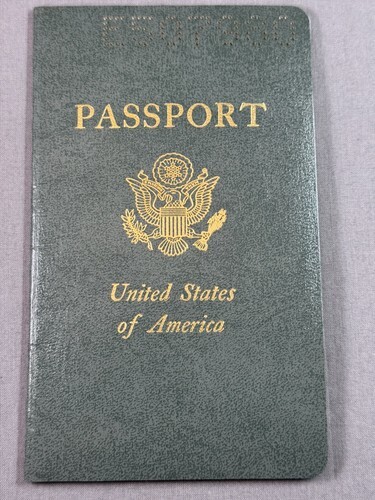 PASSPORT
United States
of America